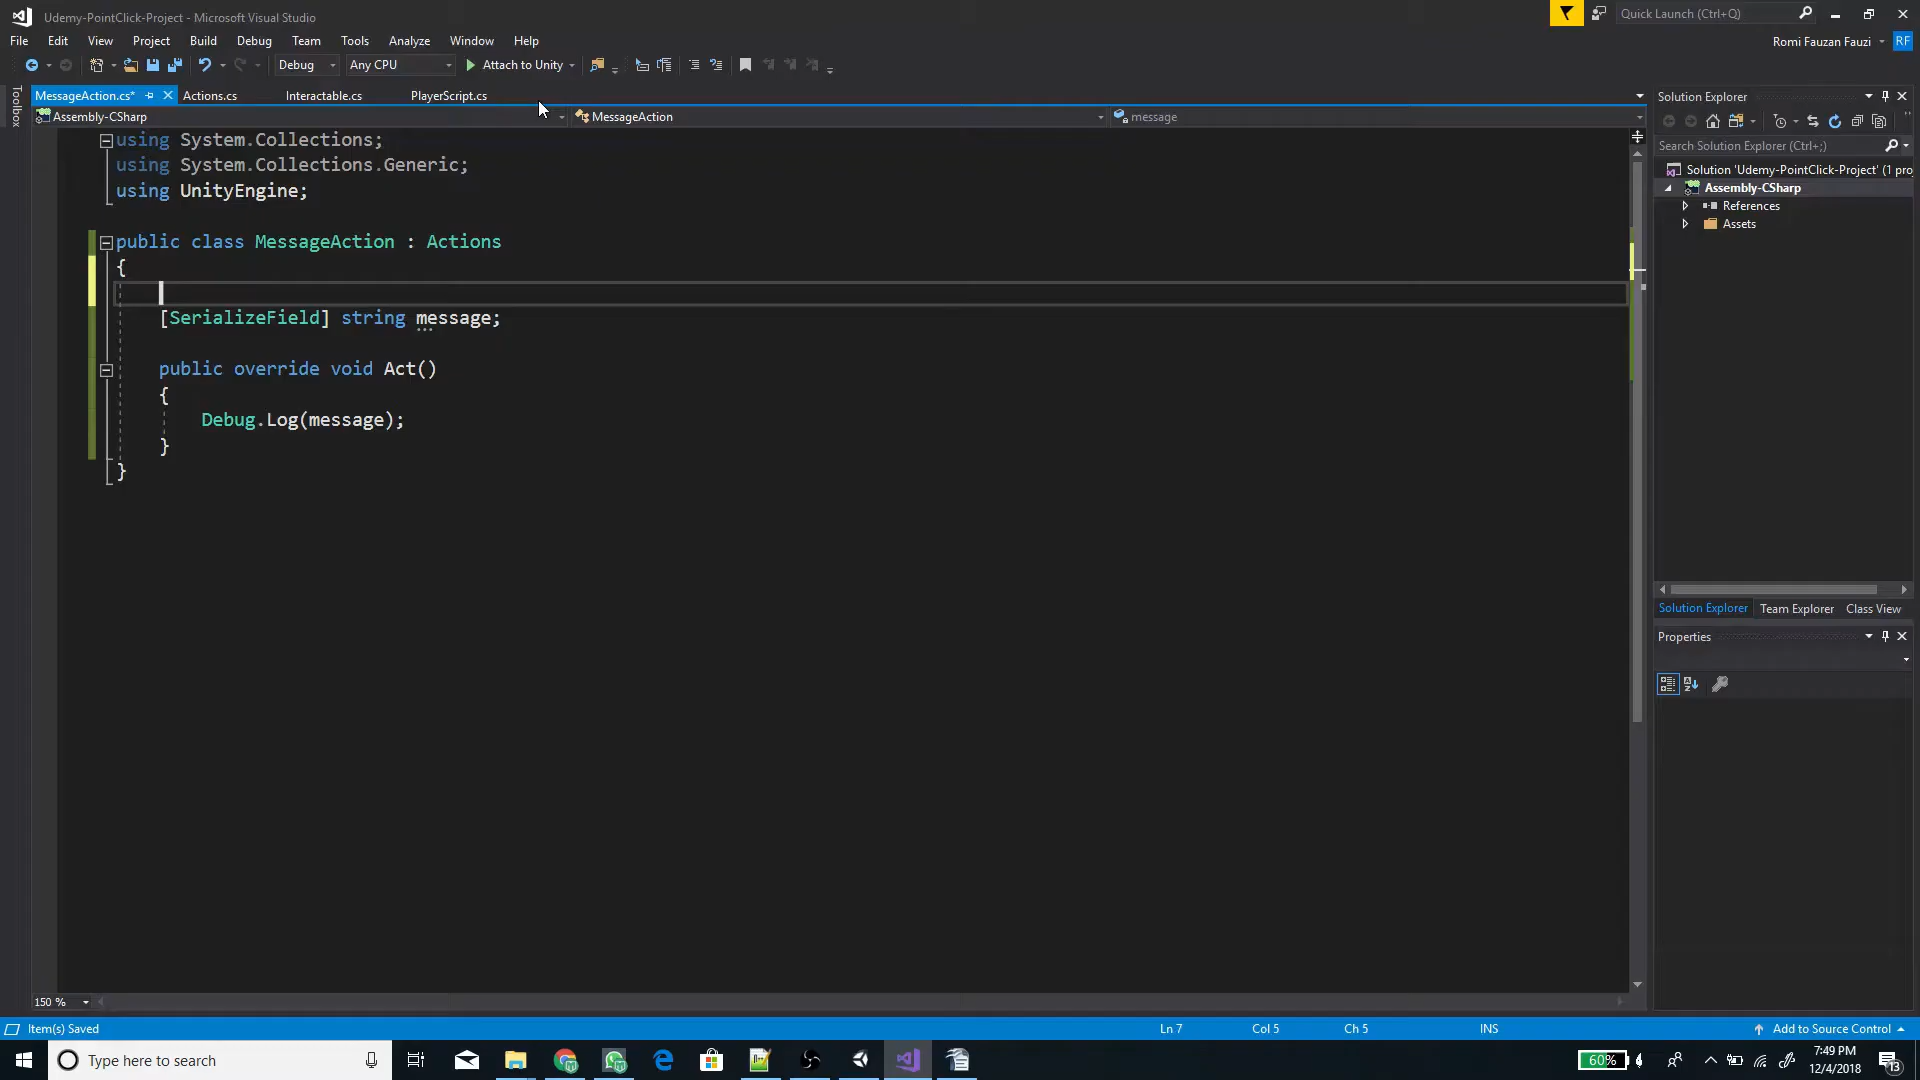 Udemy-PointClick-Project - Microsoft Visual Studio
Quick Launch (Ctrl+Q)
File Edit View Project Build Debug Team Tools Analyze Window Help
Romi Fauzan Fauzi RF
Debug Any CPU Attach to Unity
MessageAction.cs* Actions.cs Interactable.cs PlayerScript.cs
Assembly-CSharp MessageAction message
Toolbox
using System.Collections;
using System.Collections.Generic;
using UnityEngine;
public class MessageAction : Actions
{
[SerializeField] string message;
public override void Act()
{
Debug.Log(message);
}
}
Solution Explorer
Search Solution Explorer (Ctrl+;)
Solution 'Udemy-PointClick-Project' (1 proj
Assembly-CSharp
References
Assets
Solution Explorer Team Explorer Class View
Properties
150 %
Item(s) Saved Ln 7 Col 5 Ch 5 INS Add to Source Control
Type here to search
60%
7:49 PM
12/4/2018
13